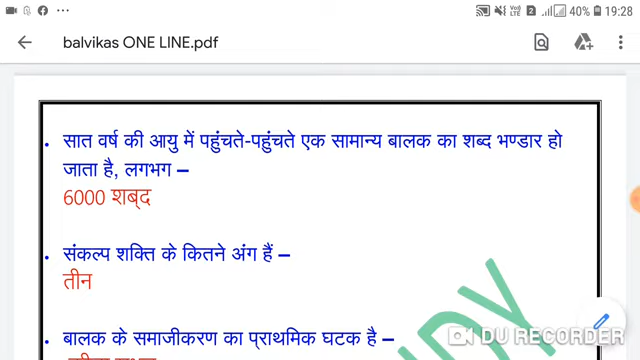 40% 19:28
balvikas ONE LINE.pdf
सात वर्ष की आयु में पहुंचते-पहुंचते एक सामान्य बालक का शब्द भण्डार हो
जाता है, लगभग –
6000 शब्द
संकल्प शक्ति के कितने अंग हैं –
तीन
बालक के समाजीकरण का प्राथमिक घटक है –
DU RECORDER